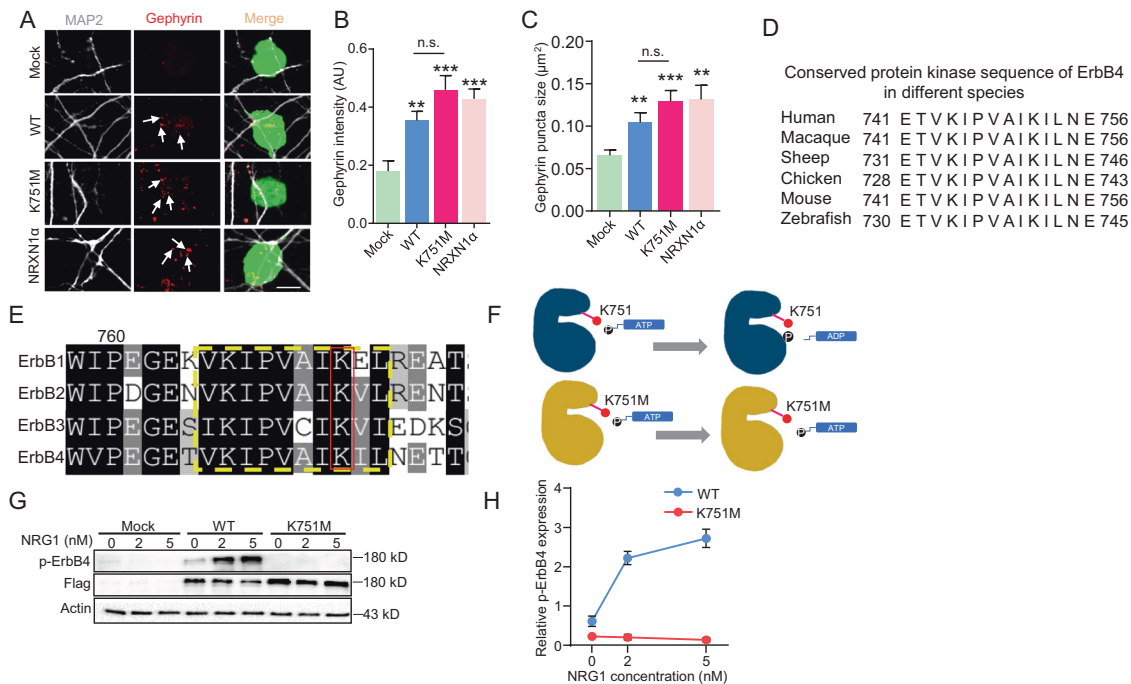 A
MAP2 Gephyrin Merge
Mock
WT
K751M
NRXN1α
B
Gephyrin intensity (AU)
0.6
0.4
0.2
0.0
n.s.
** *** ***
Mock WT K751M NRXN1α
C
Gephyrin puncta size (µm²)
0.20
0.15
0.10
0.05
0.00
n.s.
** *** **
Mock WT K751M NRXN1α
D
Conserved protein kinase sequence of ErbB4
in different species
Human 741 E T V K I P V A I K I L N E 756
Macaque 741 E T V K I P V A I K I L N E 756
Sheep 731 E T V K I P V A I K I L N E 746
Chicken 728 E T V K I P V A I K I L N E 743
Mouse 741 E T V K I P V A I K I L N E 756
Zebrafish 730 E T V K I P V A I K I L N E 745
E
760
ErbB1 WIPEGEKVKIPVAIKELREATS
ErbB2 WIPDGENVKIPVAIKVLRENTS
ErbB3 WIPEGESIKIPVCIKVIEDKSG
ErbB4 WVPEGETVKIPVAIKILNETTG
F
K751 P ATP
K751 P ADP
K751M P ATP
K751M P ATP
G
Mock WT K751M
NRG1 (nM) 0 2 5 0 2 5 0 2 5
p-ErbB4 180 kD
Flag 180 kD
Actin 43 kD
H
Relative p-ErbB4 expression
4
3
2
1
0
WT
K751M
0 2 5
NRG1 concentration (nM)